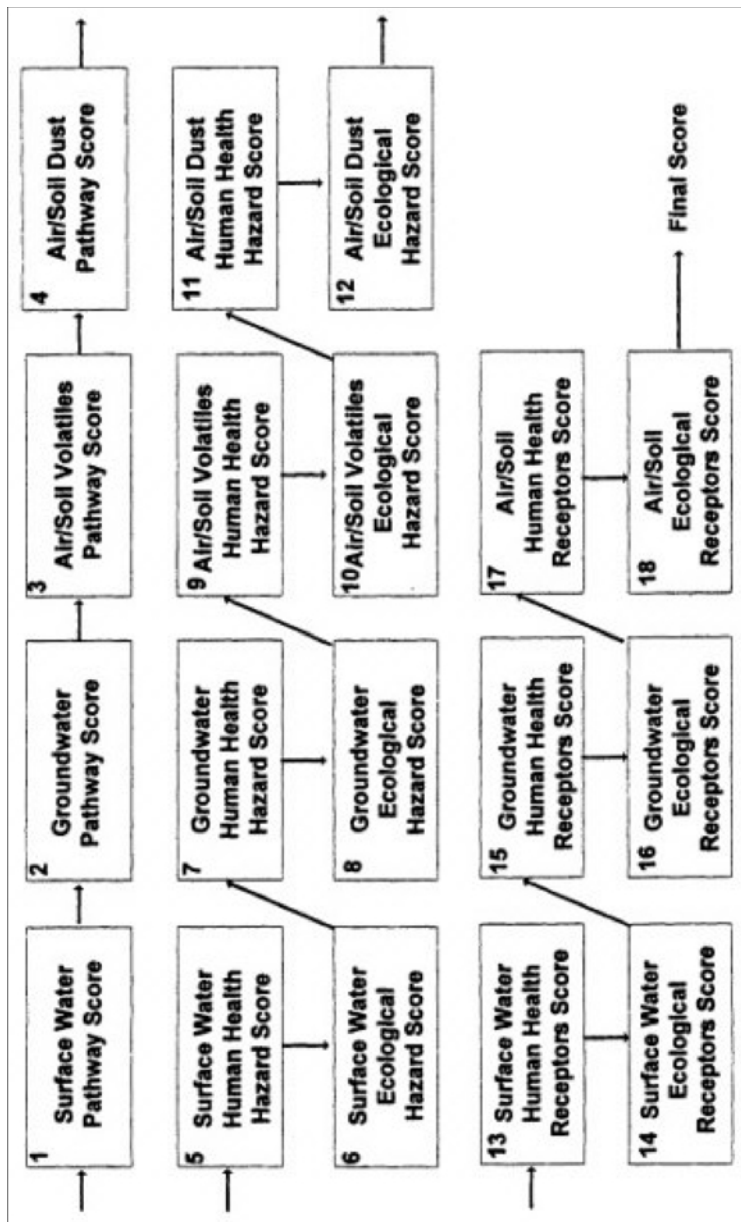 1
Surface Water
Pathway Score
2
Groundwater
Pathway Score
3
Air/Soil Volatiles
Pathway Score
4
Air/Soil Dust
Pathway Score
5
Surface Water
Human Health
Hazard Score
6
Surface Water
Ecological
Hazard Score
7
Groundwater
Human Health
Hazard Score
8
Groundwater
Ecological
Hazard Score
9
Air/Soil Volatiles
Human Health
Hazard Score
10 Air/Soil Volatiles
Ecological
Hazard Score
11
Air/Soil Dust
Human Health
Hazard Score
12
Air/Soil Dust
Ecological
Hazard Score
13 Surface Water
Human Health
Receptors Score
14 Surface Water
Ecological
Receptors Score
15
Groundwater
Human Health
Receptors Score
16
Groundwater
Ecological
Receptors Score
17
Air/Soil
Human Health
Receptors Score
18
Air/Soil
Ecological
Receptors Score
Final Score